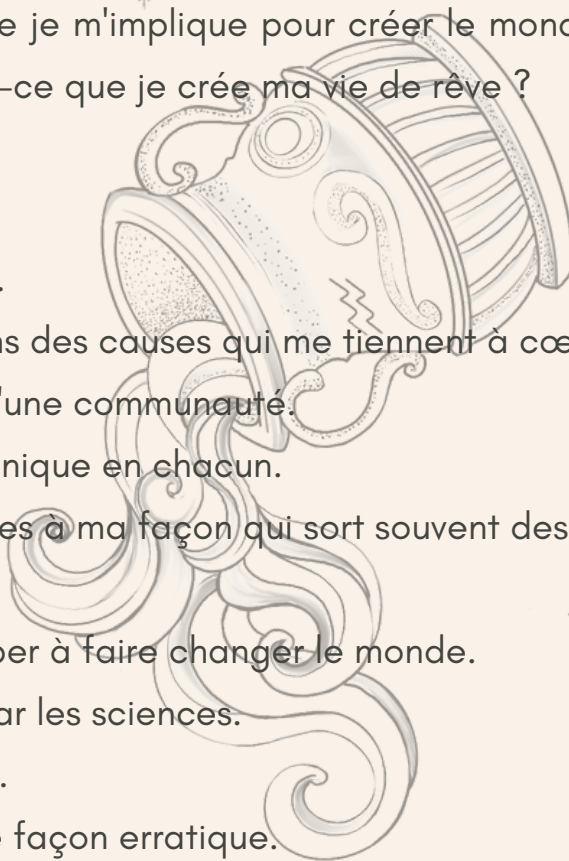 e je m'implique pour créer le mond
-ce que je crée ma vie de rêve ?
.
ns des causes qui me tiennent à cœ
'une communauté.
nique en chacun.
es à ma façon qui sort souvent des
per à faire changer le monde.
ar les sciences.
.
e façon erratique.